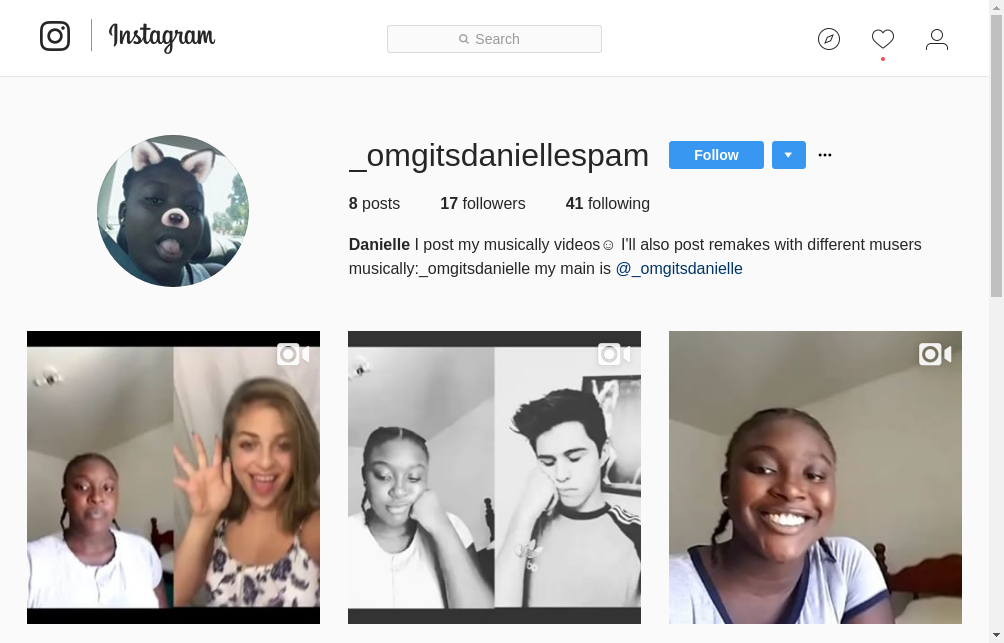 Instagram
Search
_omgitsdaniellespam Follow
8 posts 17 followers 41 following
Danielle I post my musically videos☺ I'll also post remakes with different musers
musically:_omgitsdanielle my main is @_omgitsdanielle